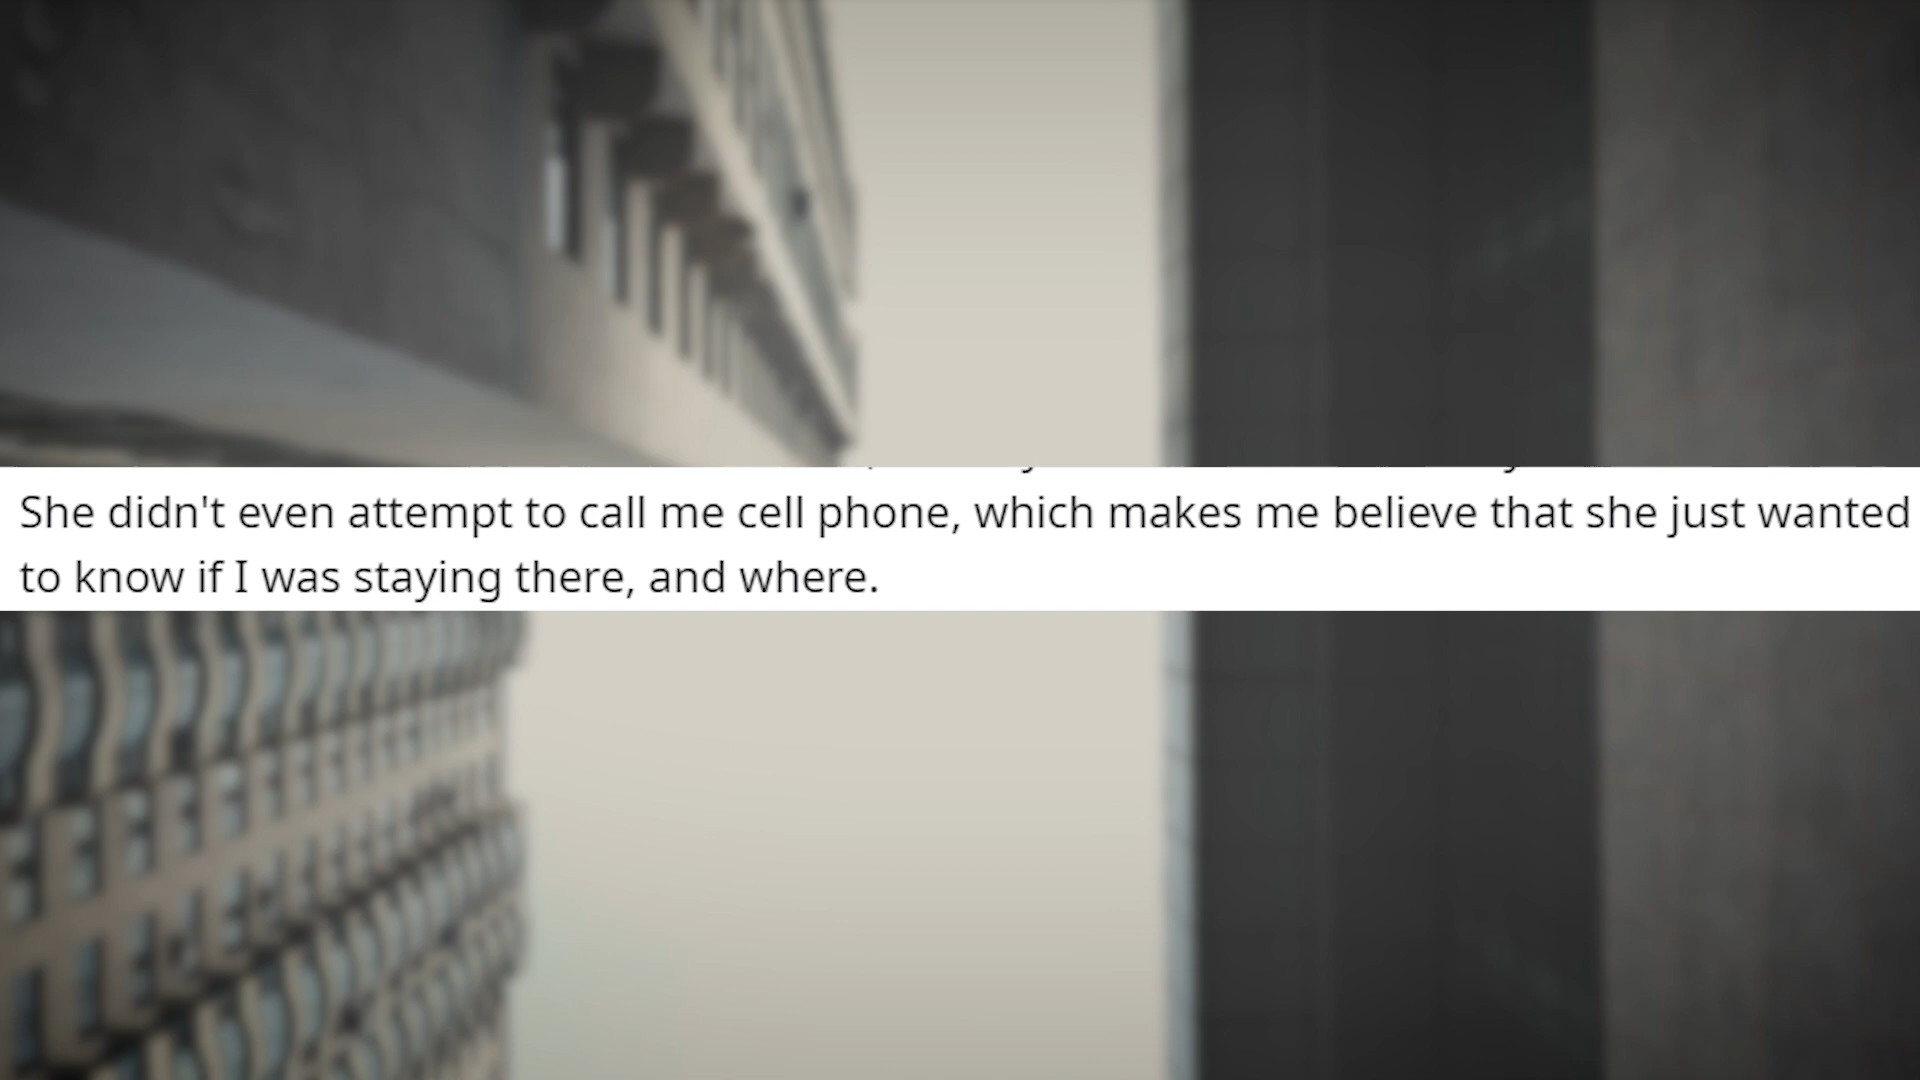 She didn't even attempt to call me cell phone, which makes me believe that she just wanted
to know if I was staying there, and where.